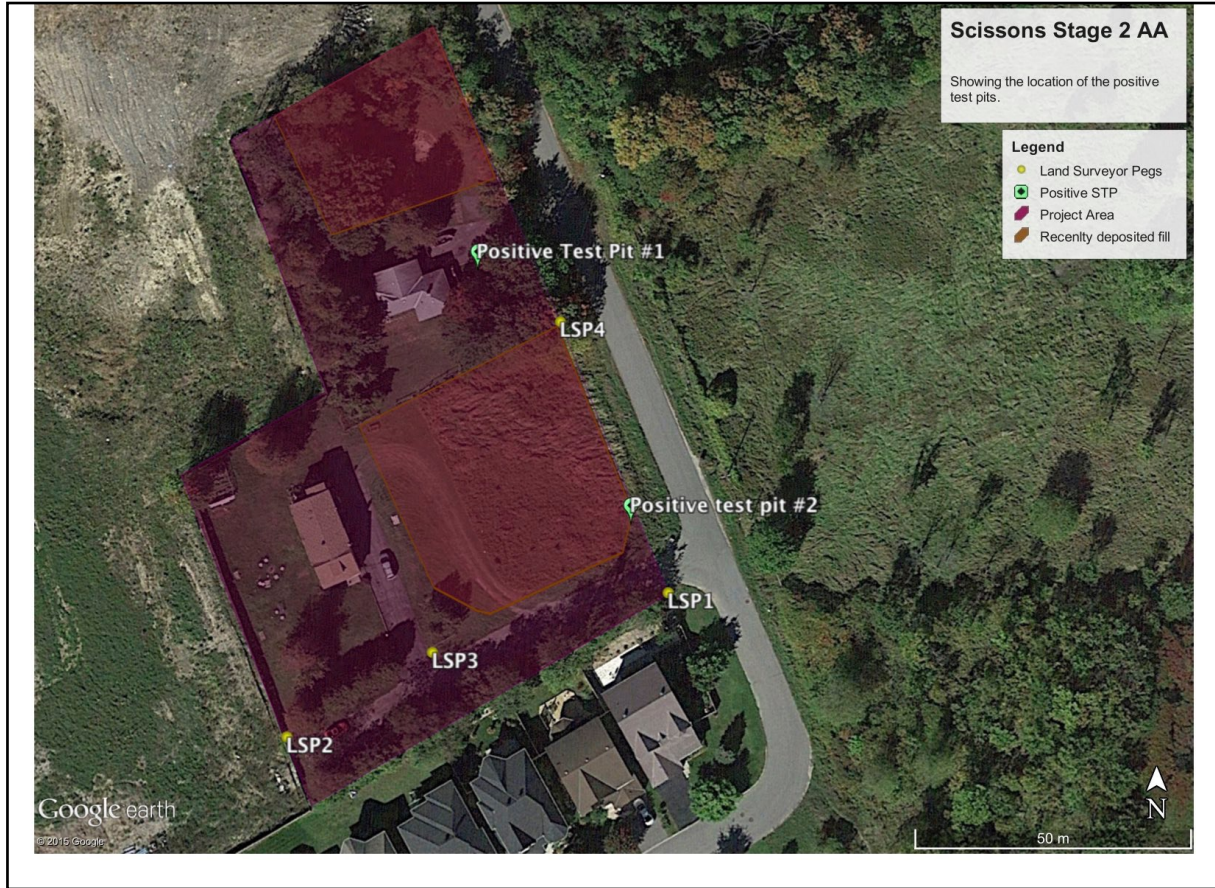 Scissons Stage 2 AA
Showing the location of the positive
test pits.
Legend
Land Surveyor Pegs
Positive STP
Project Area
Recenlty deposited fill
Positive Test Pit #1
LSP4
Positive test pit #2
LSP1
LSP3
LSP2
Google earth
© 2015 Google
N
50 m